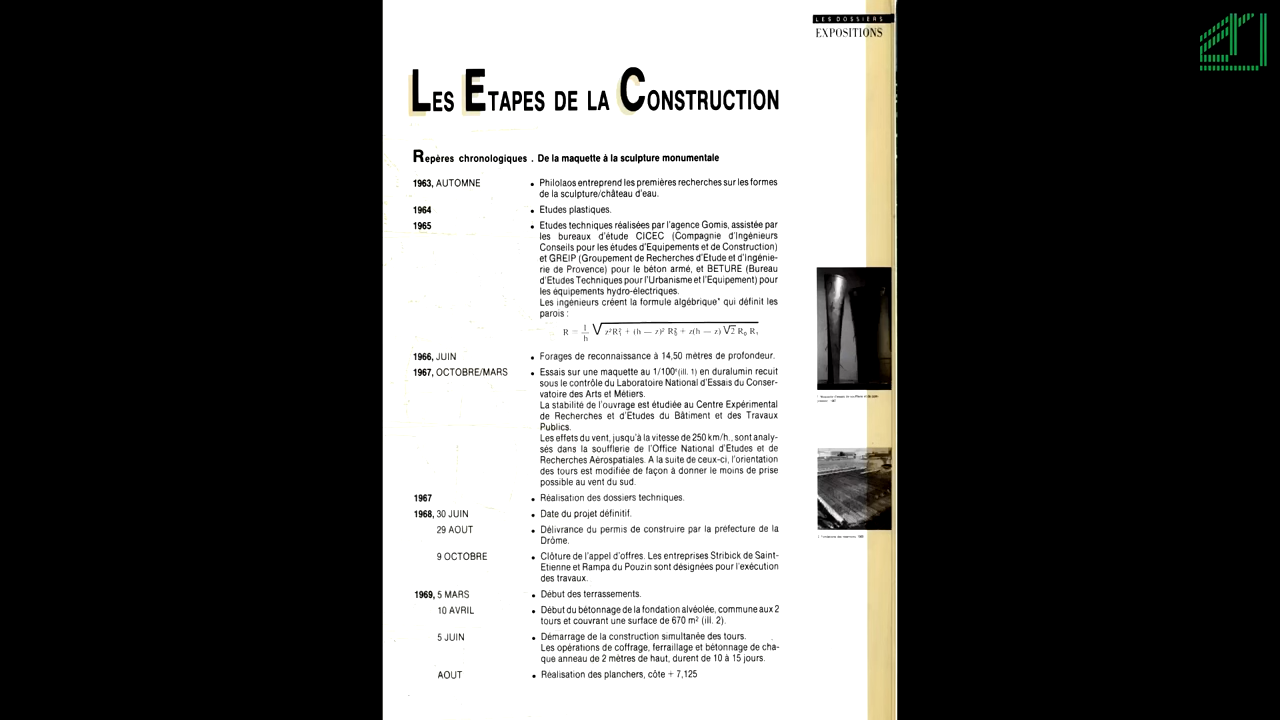 LES DOSSIERS
EXPOSITIONS
LES ETAPES DE LA CONSTRUCTION
Repères chronologiques . De la maquette à la sculpture monumentale
1963, AUTOMNE • Philolaos entreprend les premières recherches sur les formes
de la sculpture/château d'eau.
1964 • Etudes plastiques.
1965 • Etudes techniques réalisées par l'agence Gomis, assistée par
les bureaux d'étude CICEC (Compagnie d'Ingénieurs
Conseils pour les études d'Equipements et de Construction)
et GREIP (Groupement de Recherches d'Etude et d'Ingénie-
rie de Provence) pour le béton armé, et BETURE (Bureau
d'Etudes Techniques pour l'Urbanisme et l'Equipement) pour
les équipements hydro-électriques.
Les ingénieurs créent la formule algébrique* qui définit les
parois :
R = 1/h √ z²R₁² + (h — z)² R₀² + z(h — z) √2 R₀ R₁
1966, JUIN • Forages de reconnaissance à 14,50 mètres de profondeur.
1967, OCTOBRE/MARS • Essais sur une maquette au 1/100ᵉ (ill. 1) en duralumin recuit
sous le contrôle du Laboratoire National d'Essais du Conser-
vatoire des Arts et Métiers.
La stabilité de l'ouvrage est étudiée au Centre Expérimental
de Recherches et d'Etudes du Bâtiment et des Travaux
Publics.
Les effets du vent, jusqu'à la vitesse de 250 km/h., sont analy-
sés dans la soufflerie de l'Office National d'Etudes et de
Recherches Aérospatiales. A la suite de ceux-ci, l'orientation
des tours est modifiée de façon à donner le moins de prise
possible au vent du sud.
1967 • Réalisation des dossiers techniques.
1968, 30 JUIN • Date du projet définitif.
29 AOUT • Délivrance du permis de construire par la préfecture de la
Drôme.
9 OCTOBRE • Clôture de l'appel d'offres. Les entreprises Stribick de Saint-
Etienne et Rampa du Pouzin sont désignées pour l'exécution
des travaux.
1969, 5 MARS • Début des terrassements.
10 AVRIL • Début du bétonnage de la fondation alvéolée, commune aux 2
tours et couvrant une surface de 670 m² (ill. 2).
5 JUIN • Démarrage de la construction simultanée des tours.
Les opérations de coffrage, ferraillage et bétonnage de cha-
que anneau de 2 mètres de haut, durent de 10 à 15 jours.
AOUT • Réalisation des planchers, côte + 7,125